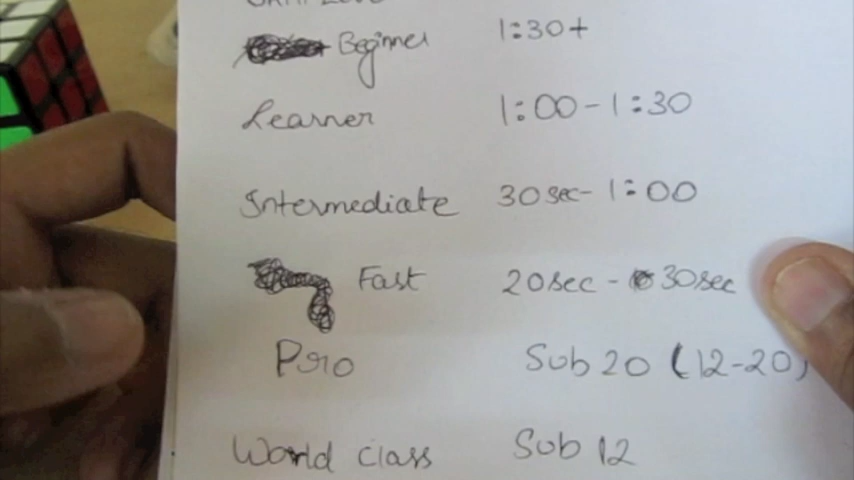 Beginner 1:30+
Learner 1:00-1:30
Intermediate 30sec-1:00
Fast 20sec-30sec
Pro Sub 20 (12-20)
World class Sub 12